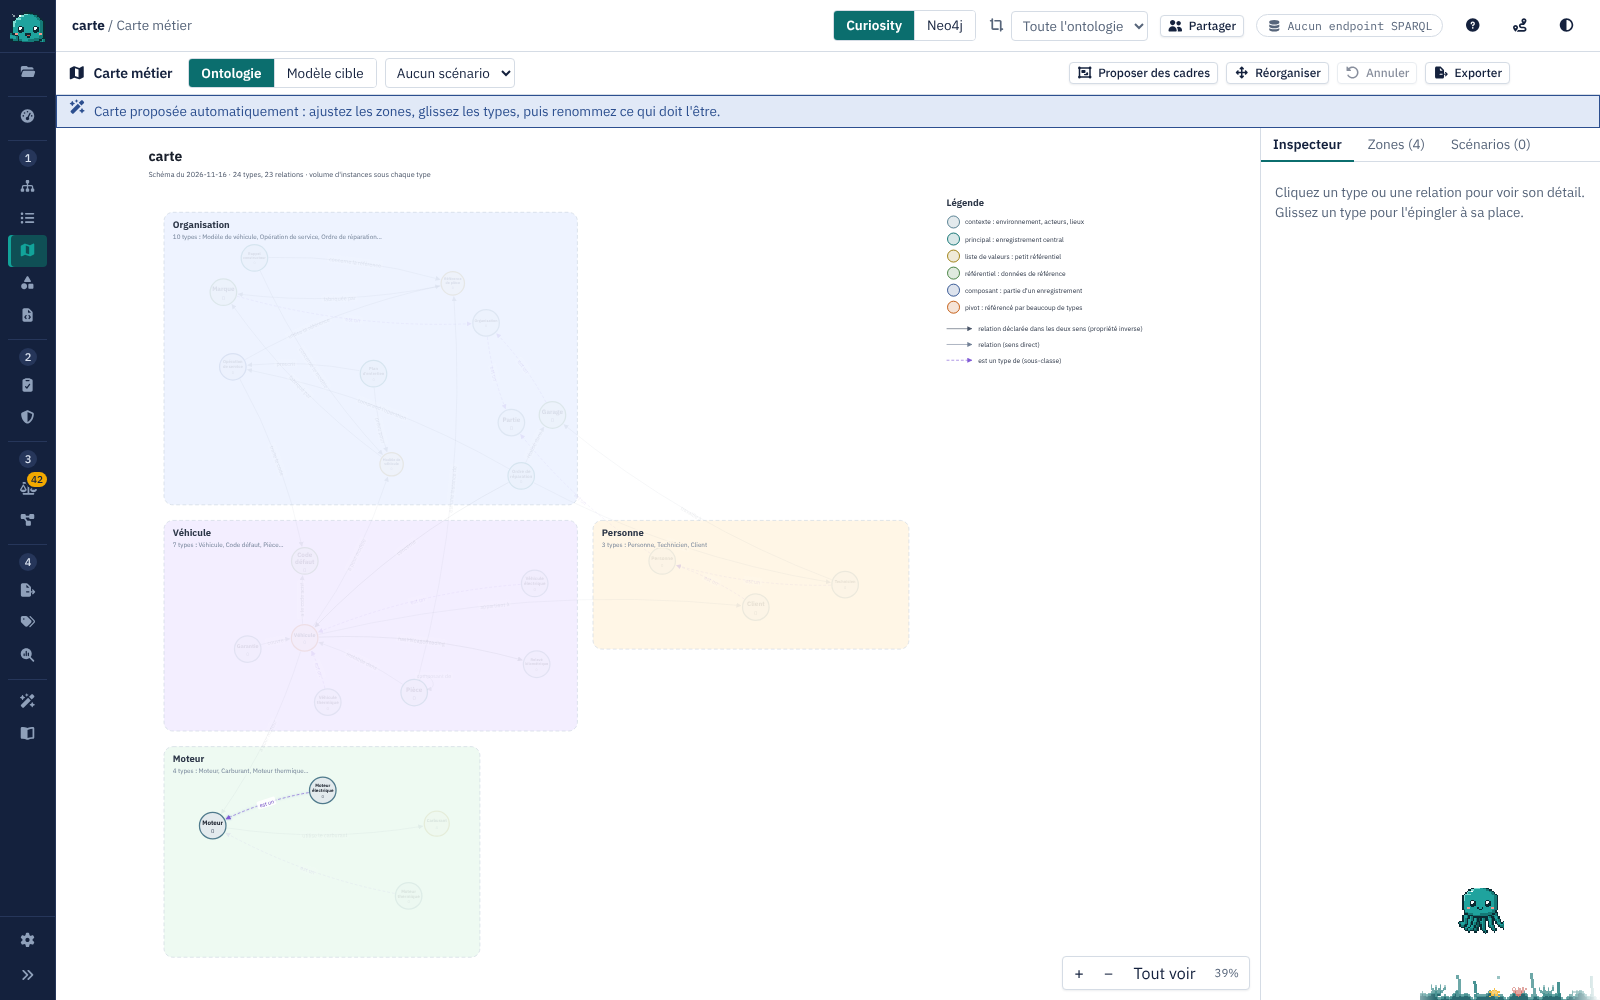 carte / Carte métier
Curiosity
Neo4j
Toute l'ontologie
Partager
Aucun endpoint SPARQL
Carte métier
Ontologie
Modèle cible
Aucun scénario
Proposer des cadres
Réorganiser
Annuler
Exporter
Carte proposée automatiquement : ajustez les zones, glissez les types, puis renommez ce qui doit l'être.
1
2
3
42
4
carte
Schéma du 2026-11-16 · 24 types, 23 relations · volume d'instances sous chaque type
Organisation
10 types : Modèle de véhicule, Opération de service, Ordre de réparation…
Légende
contexte : environnement, acteurs, lieux
principal : enregistrement central
liste de valeurs : petit référentiel
référentiel : données de référence
composant : partie d'un enregistrement
pivot : référencé par beaucoup de types
relation déclarée dans les deux sens (propriété inverse)
relation (sens direct)
est un type de (sous-classe)
Véhicule
7 types : Véhicule, Code défaut, Pièce…
Code
défaut
Véhicule
Pièce
Personne
3 types : Personne, Technicien, Client
Client
Moteur
4 types : Moteur, Carburant, Moteur thermique…
Moteur
électrique
0
est un
Moteur
0
Inspecteur
Zones (4)
Scénarios (0)
Cliquez un type ou une relation pour voir son détail.
Glissez un type pour l'épingler à sa place.
+
−
Tout voir
39%